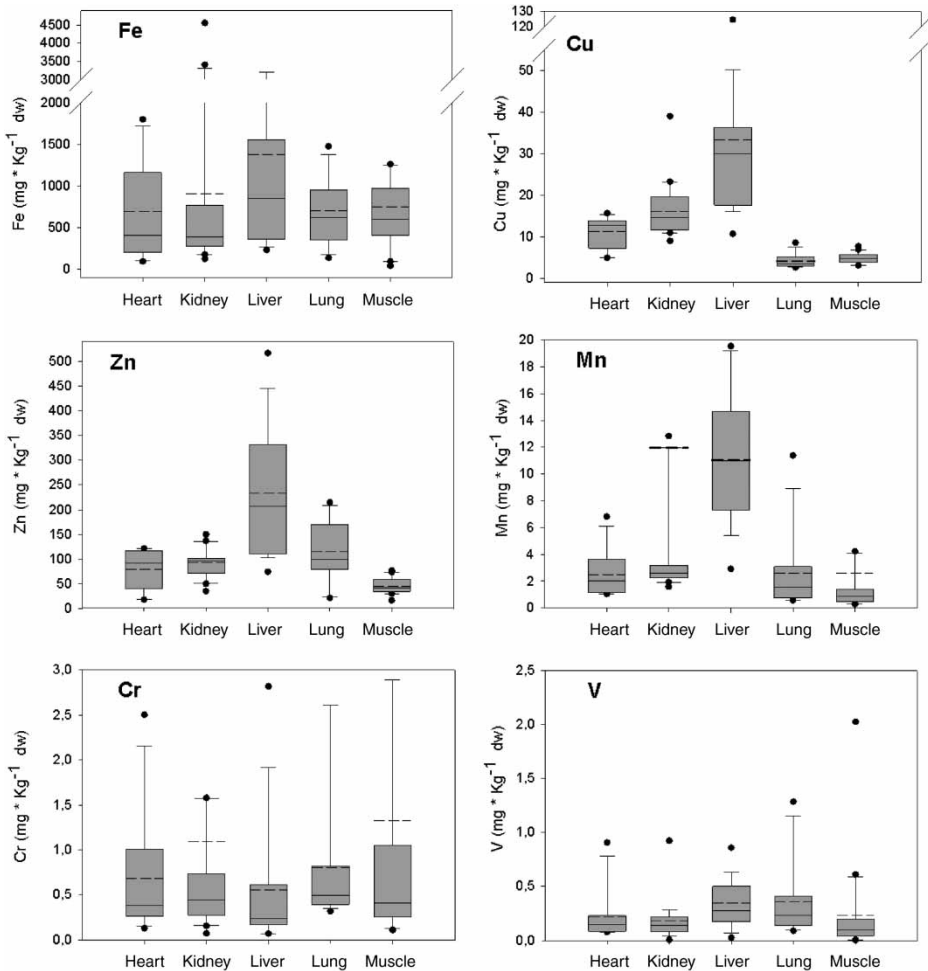 Fe
4500
4000
3500
3000
2000
1500
1000
500
0
Fe (mg * Kg⁻¹ dw)
Heart Kidney Liver Lung Muscle
Cu
130
120
50
40
30
20
10
0
Cu (mg * Kg⁻¹ dw)
Heart Kidney Liver Lung Muscle
Zn
500
450
400
350
300
250
200
150
100
50
0
Zn (mg * Kg⁻¹ dw)
Heart Kidney Liver Lung Muscle
Mn
20
18
16
14
12
10
8
6
4
2
0
Mn (mg * Kg⁻¹ dw)
Heart Kidney Liver Lung Muscle
Cr
3.0
2.5
2.0
1.5
1.0
0.5
0.0
Cr (mg * Kg⁻¹ dw)
Heart Kidney Liver Lung Muscle
V
2.5
2.0
1.5
1.0
0.5
0.0
V (mg * Kg⁻¹ dw)
Heart Kidney Liver Lung Muscle